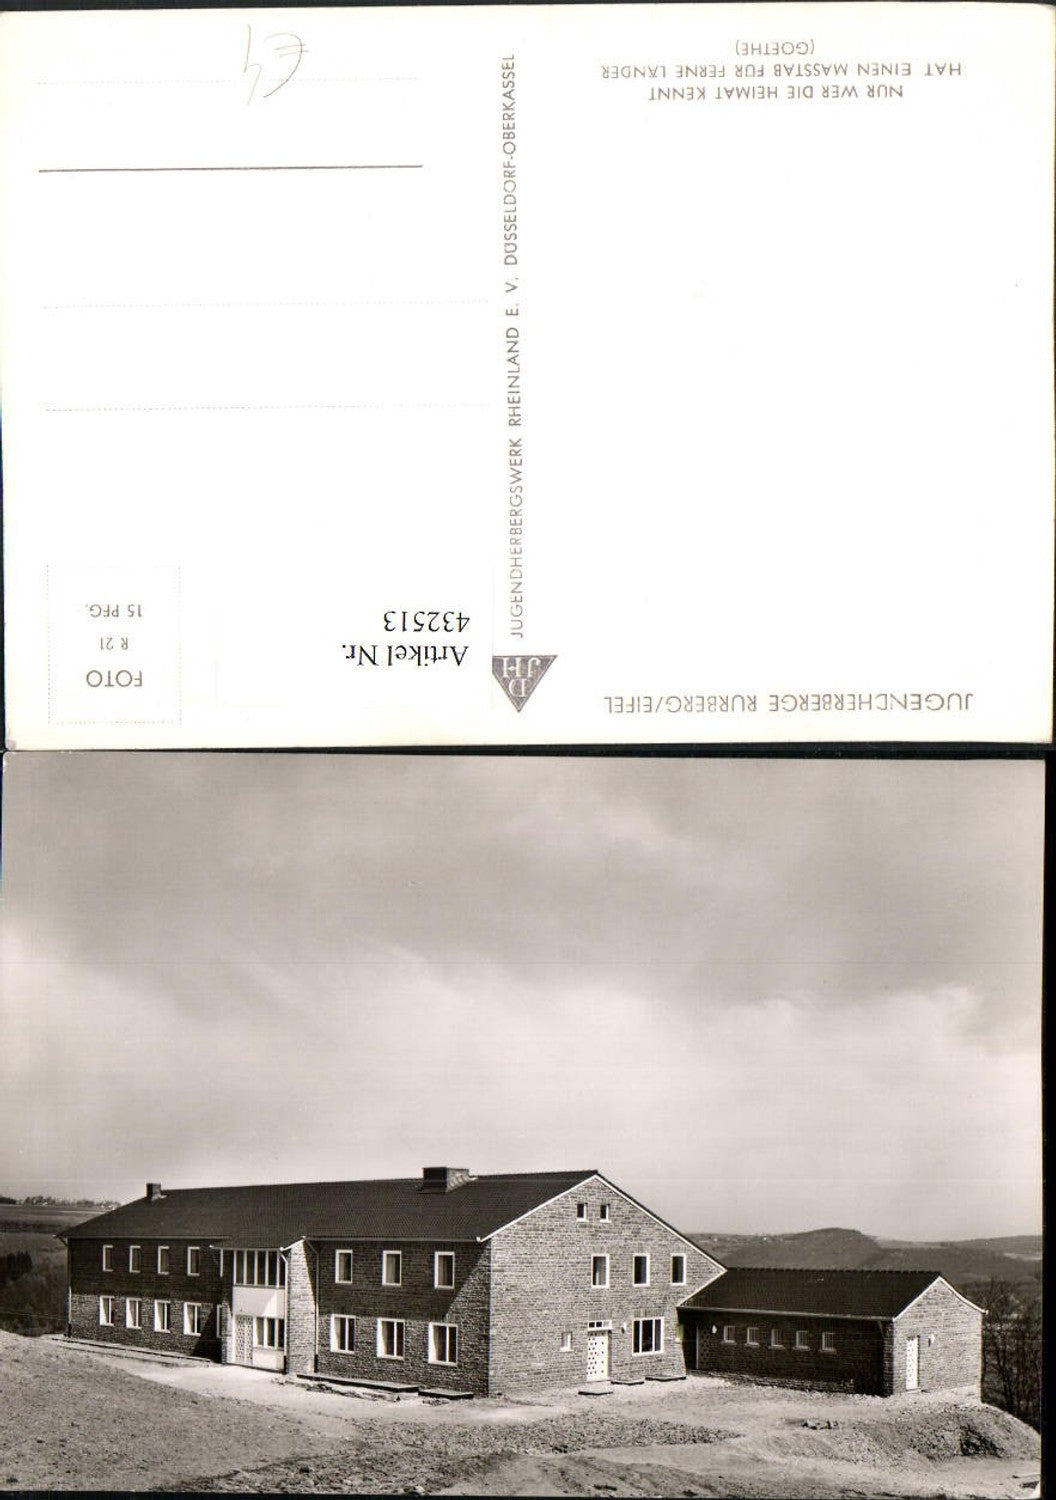 NUR WER DIE HEIMAT KENNT
HAT EINEN MASSTAB FÜR FERNE LÄNDER
(GOETHE)
JUGENDHERBERGSWERK RHEINLAND E. V. DÜSSELDORF-OBERKASSEL
DJH
JUGENDHERBERGE RURBERG/EIFEL
Artikel Nr.
432513
FOTO
R 21
15 PFG.